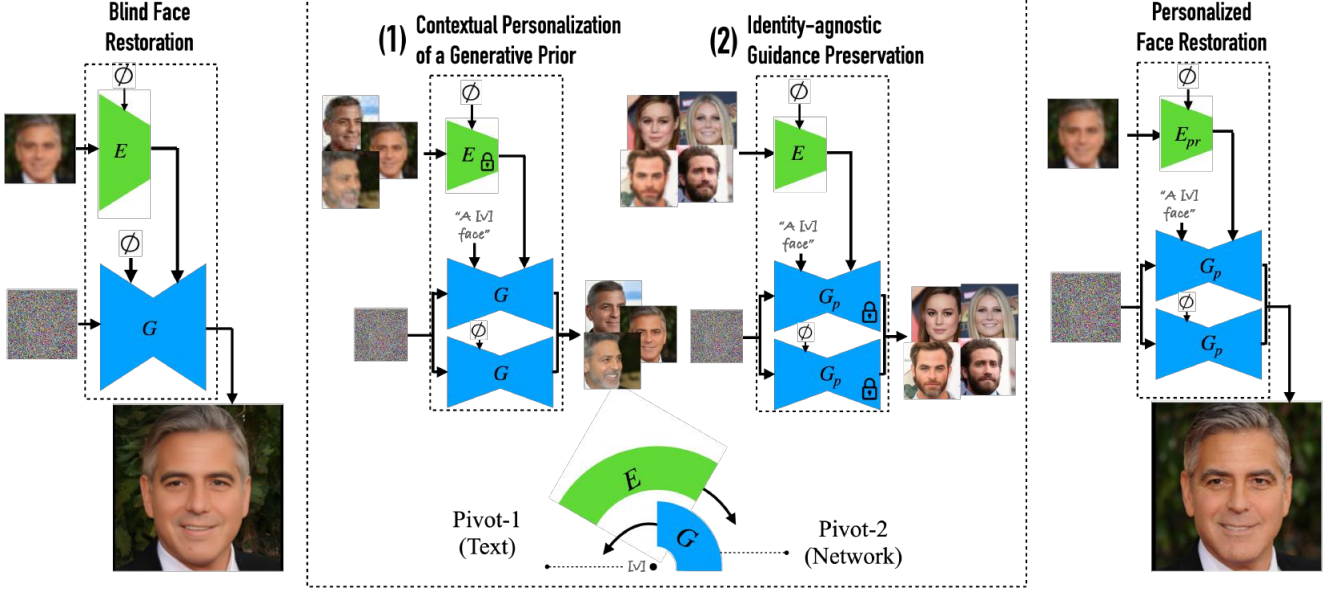 Blind Face
Restoration
∅
E
∅
G
(1) Contextual Personalization
of a Generative Prior
∅
E
“A [v]
face”
G
∅
G
(2) Identity-agnostic
Guidance Preservation
∅
E
“A [v]
face”
Gₚ
∅
Gₚ
E
G
Pivot-1
(Text)
[v]
Pivot-2
(Network)
Personalized
Face Restoration
∅
Eₚᵣ
“A [v]
face”
Gₚ
∅
Gₚ